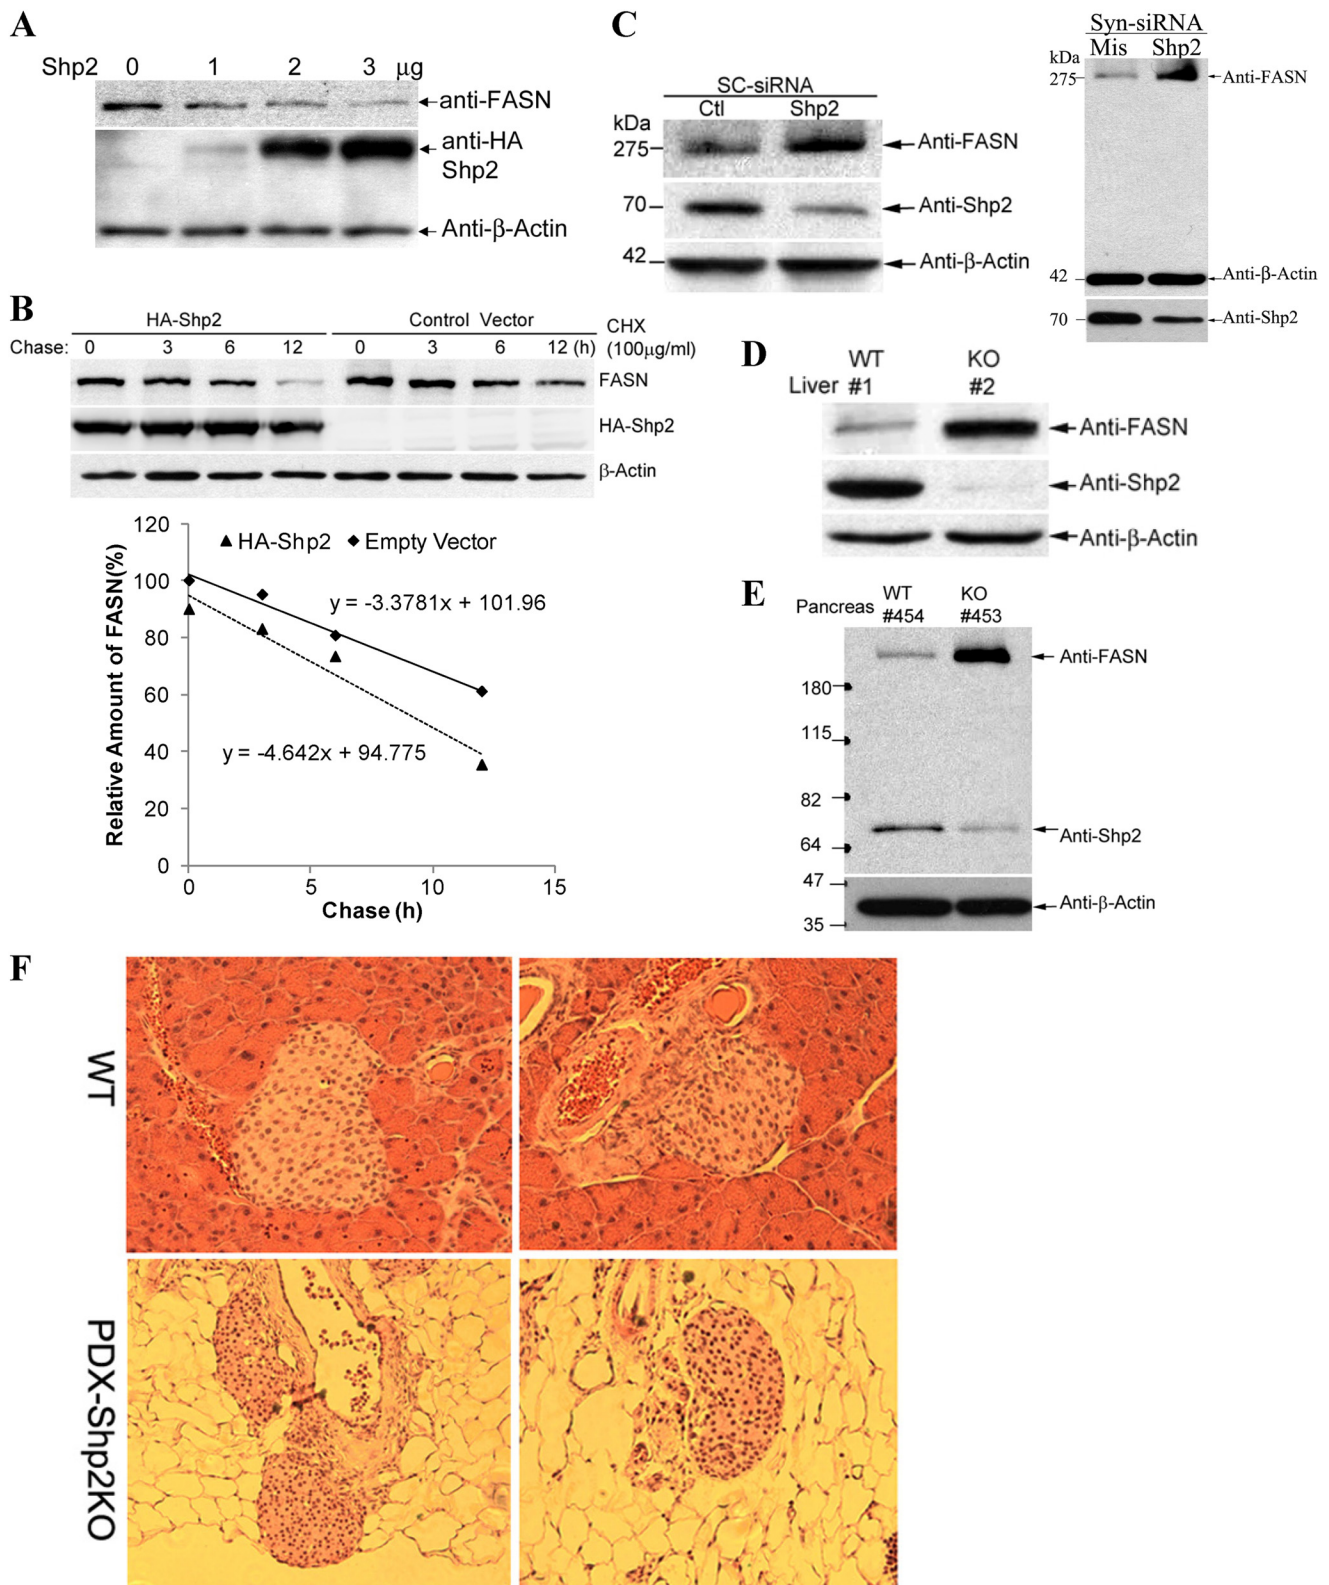 A
Shp2 0 1 2 3 μg
anti-FASN
anti-HA
Shp2
Anti-β-Actin
B
HA-Shp2 Control Vector
CHX
(100μg/ml)
Chase: 0 3 6 12 0 3 6 12 (h)
FASN
HA-Shp2
β-Actin
120
100
80
60
40
20
0
Relative Amount of FASN(%)
HA-Shp2 Empty Vector
y = -3.3781x + 101.96
y = -4.642x + 94.775
0 5 10 15
Chase (h)
C
SC-siRNA
Ctl Shp2
kDa
275
Anti-FASN
70
Anti-Shp2
42
Anti-β-Actin
Syn-siRNA
Mis Shp2
kDa
275
Anti-FASN
42
Anti-β-Actin
70
Anti-Shp2
D
WT KO
Liver #1 #2
Anti-FASN
Anti-Shp2
Anti-β-Actin
E
WT KO
Pancreas #454 #453
Anti-FASN
180
115
82
Anti-Shp2
64
47
Anti-β-Actin
35
F
WT
PDX-Shp2KO